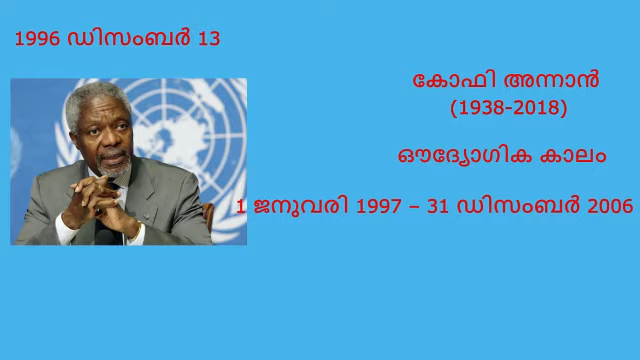 1996 ഡിസംബർ 13
കോഫി അന്നാൻ
(1938-2018)
ഔദ്യോഗിക കാലം
1 ജനുവരി 1997 – 31 ഡിസംബർ 2006